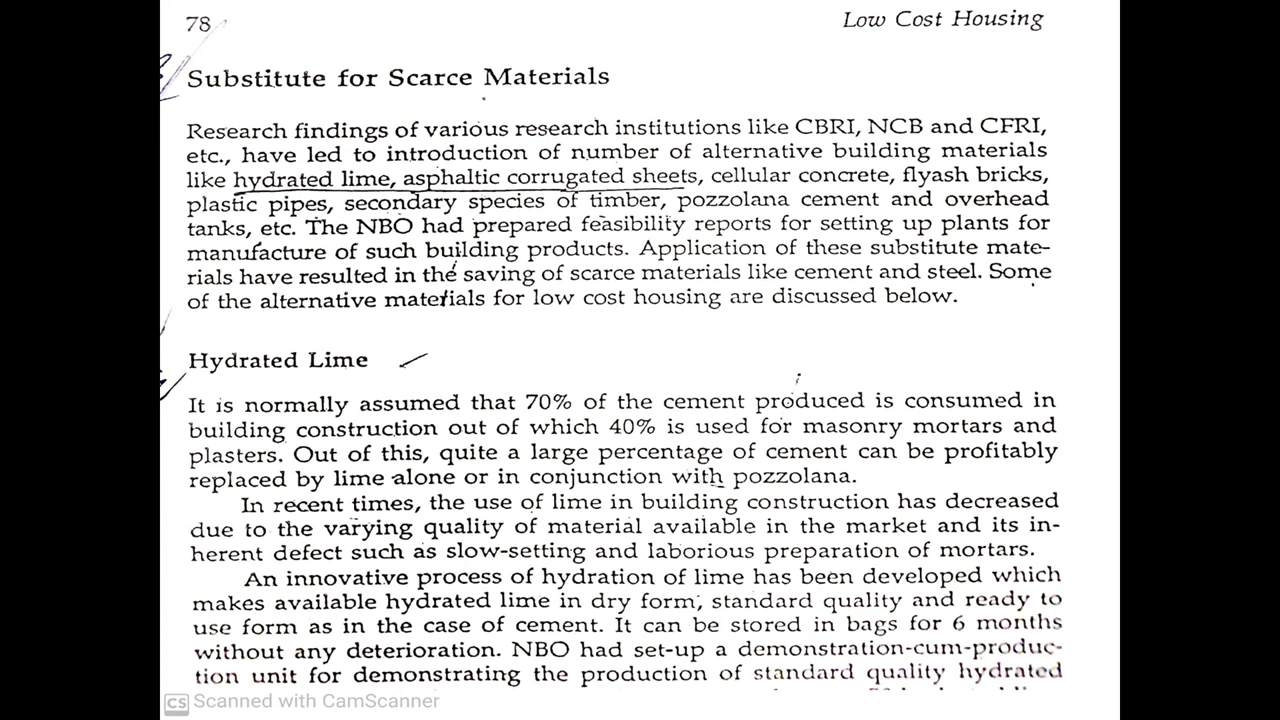 78
Low Cost Housing
Substitute for Scarce Materials
Research findings of various research institutions like CBRI, NCB and CFRI,
etc., have led to introduction of number of alternative building materials
like hydrated lime, asphaltic corrugated sheets, cellular concrete, flyash bricks,
plastic pipes, secondary species of timber, pozzolana cement and overhead
tanks, etc. The NBO had prepared feasibility reports for setting up plants for
manufacture of such building products. Application of these substitute mate-
rials have resulted in the saving of scarce materials like cement and steel. Some
of the alternative materials for low cost housing are discussed below.
Hydrated Lime
It is normally assumed that 70% of the cement produced is consumed in
building construction out of which 40% is used for masonry mortars and
plasters. Out of this, quite a large percentage of cement can be profitably
replaced by lime alone or in conjunction with pozzolana.
In recent times, the use of lime in building construction has decreased
due to the varying quality of material available in the market and its in-
herent defect such as slow-setting and laborious preparation of mortars.
An innovative process of hydration of lime has been developed which
makes available hydrated lime in dry form, standard quality and ready to
use form as in the case of cement. It can be stored in bags for 6 months
without any deterioration. NBO had set-up a demonstration-cum-produc-
tion unit for demonstrating the production of standard quality hydrated
CS Scanned with CamScanner